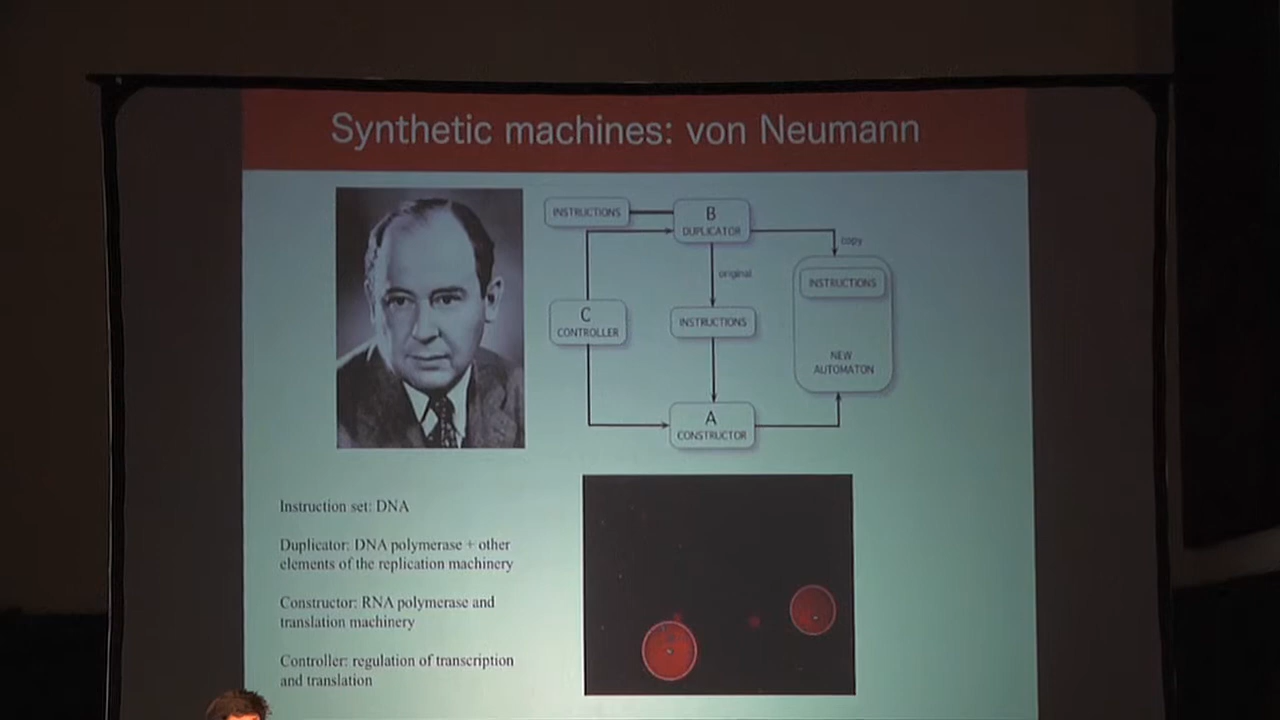 Synthetic machines: von Neumann
INSTRUCTIONS
B
DUPLICATOR
copy
original
INSTRUCTIONS
C
CONTROLLER
INSTRUCTIONS
NEW
AUTOMATON
A
CONSTRUCTOR
Instruction set: DNA
Duplicator: DNA polymerase + other
elements of the replication machinery
Constructor: RNA polymerase and
translation machinery
Controller: regulation of transcription
and translation